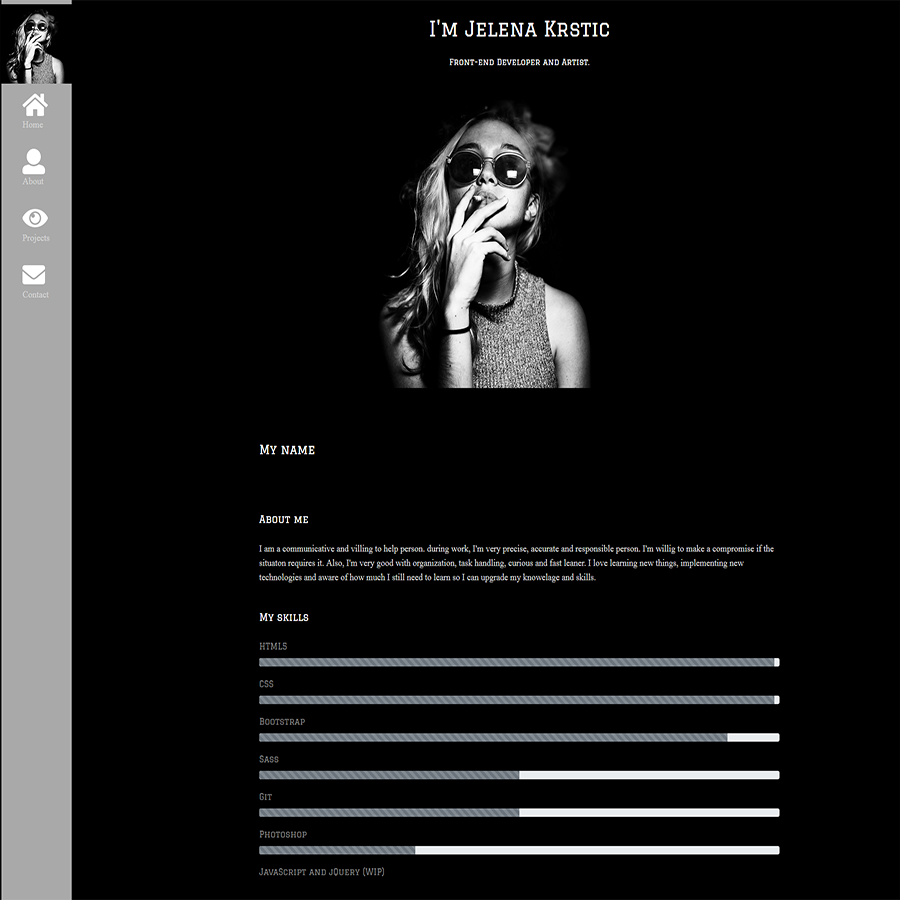 I'm Jelena Krstic
Front-end Developer and Artist.
Home
About
Projects
Contact
My name
About me
I am a communicative and villing to help person. during work, I'm very precise, accurate and responsible person. I'm willig to make a compromise if the
situaton requires it. Also, I'm very good with organization, task handling, curious and fast leaner. I love learning new things, implementing new
technologies and aware of how much I still need to learn so I can upgrade my knowelage and skills.
My skills
HTML5
CSS
Bootstrap
Sass
Git
Photoshop
JavaScript and jQuery (WIP)